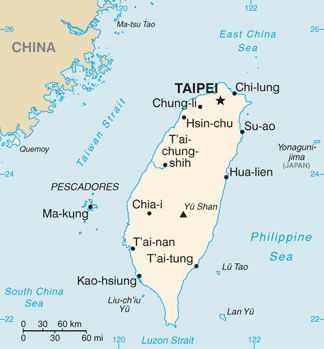 120
122
Ma-tsu Tao
26
26
East China
Sea
CHINA
TAIPEI
Chi-lung
Chung-li
Hsin-chu
Su-ao
Taiwan Strait
Quemoy
T'ai-
chung-
shih
Yonaguni-
jima
(JAPAN)
24
24
Hua-lien
PESCADORES
Ma-kung
Chia-i
Yü Shan
Philippine
Sea
T'ai-nan
T'ai-tung
Lü Tao
Kao-hsiung
South China
Sea
Liu-ch'iu
Yü
Lan Yü
22
22
0 30 60 km
0 30 60 mi
120
Luzon Strait
122